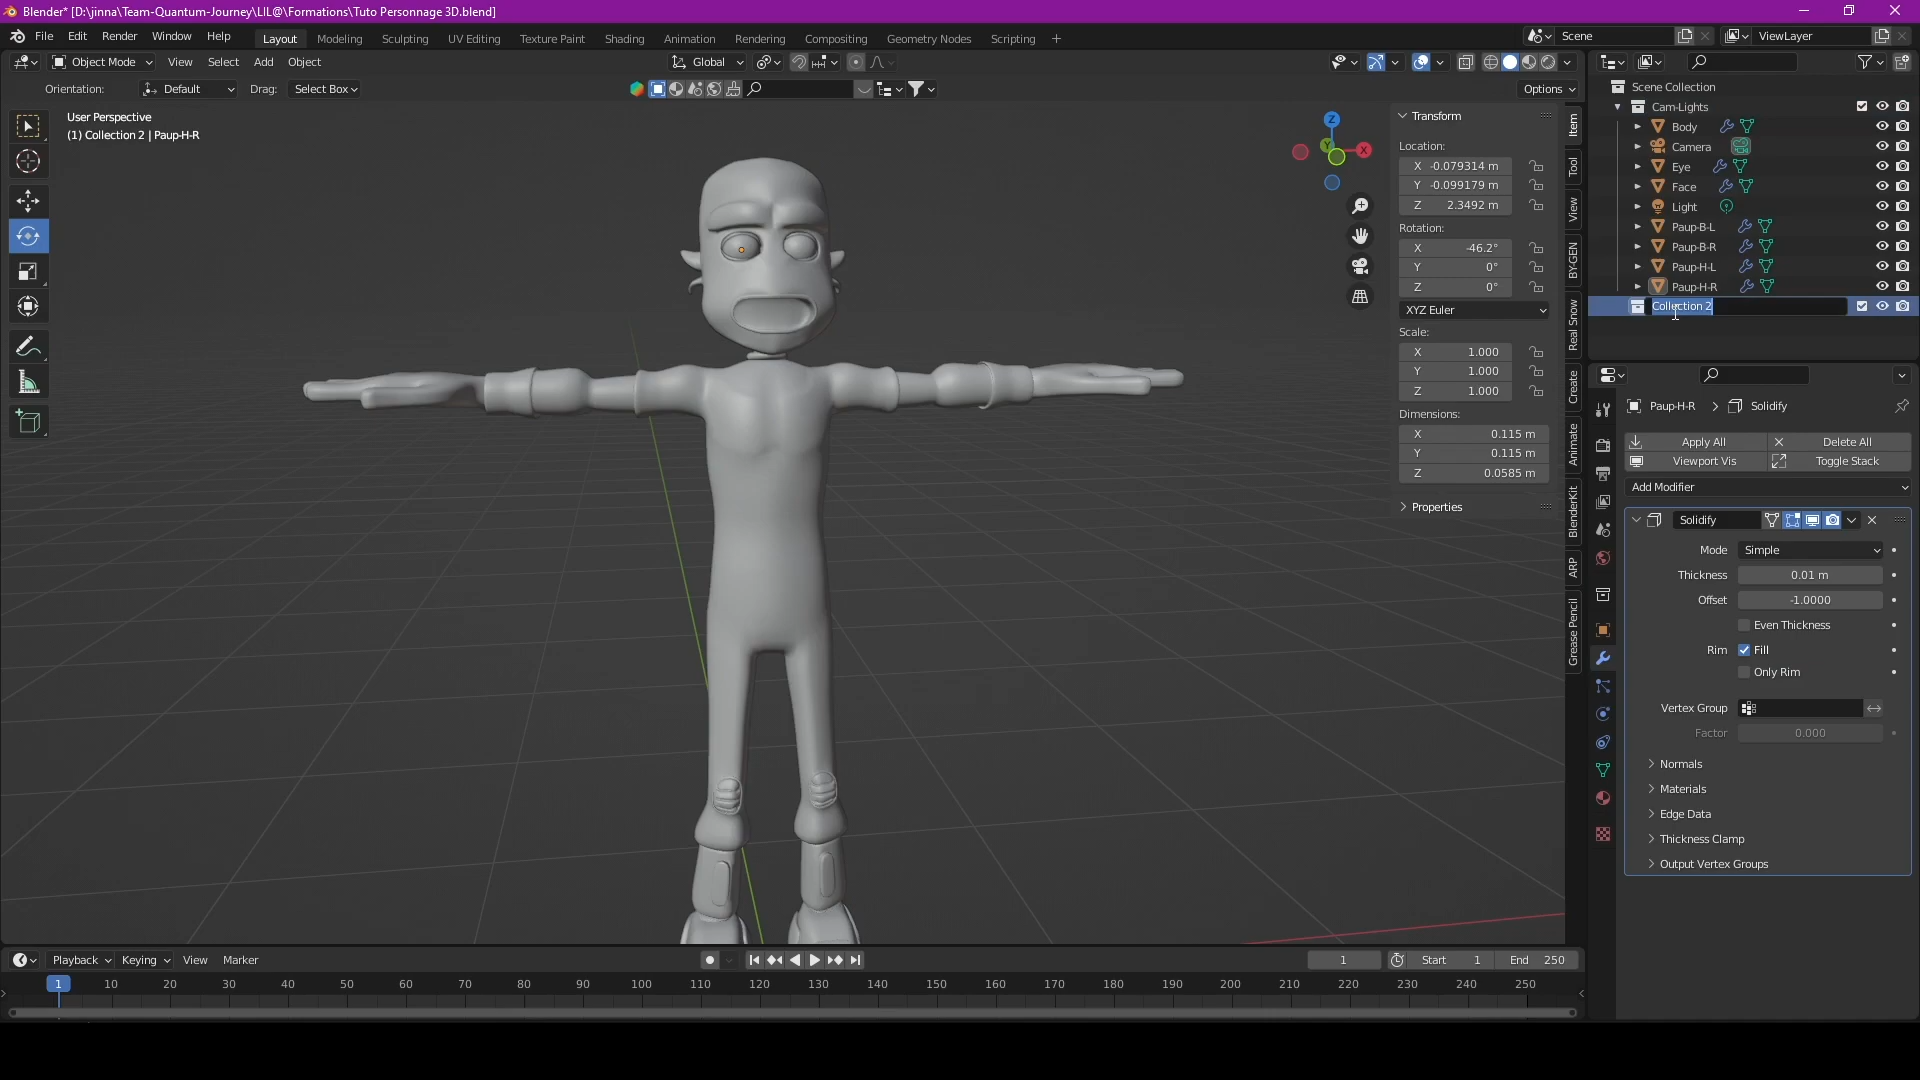 Blender* [D:\jinna\Team-Quantum-Journey\LIL@\Formations\Tuto Personnage 3D.blend]
File Edit Render Window Help Layout Modeling Sculpting UV Editing Texture Paint Shading Animation Rendering Compositing Geometry Nodes Scripting + Scene ViewLayer
Object Mode View Select Add Object Global
Orientation: Default Drag: Select Box Options
User Perspective
(1) Collection 2 | Paup-H-R
Z
Y
X
Transform
Location:
X -0.079314 m
Y -0.099179 m
Z 2.3492 m
Rotation:
X -46.2°
Y 0°
Z 0°
XYZ Euler
Scale:
X 1.000
Y 1.000
Z 1.000
Dimensions:
X 0.115 m
Y 0.115 m
Z 0.0585 m
Properties
Item
Tool
View
BY-GEN
Real Snow
Create
Animate
BlenderKit
ARP
Grease Pencil
Scene Collection
Cam-Lights
Body
Camera
Eye
Face
Light
Paup-B-L
Paup-B-R
Paup-H-L
Paup-H-R
Collection 2
Paup-H-R > Solidify
Apply All Delete All
Viewport Vis Toggle Stack
Add Modifier
Solidify
Mode Simple
Thickness 0.01 m
Offset -1.0000
Even Thickness
Rim Fill
Only Rim
Vertex Group
Factor 0.000
Normals
Materials
Edge Data
Thickness Clamp
Output Vertex Groups
Playback Keying View Marker 1 Start 1 End 250
1 10 20 30 40 50 60 70 80 90 100 110 120 130 140 150 160 170 180 190 200 210 220 230 240 250